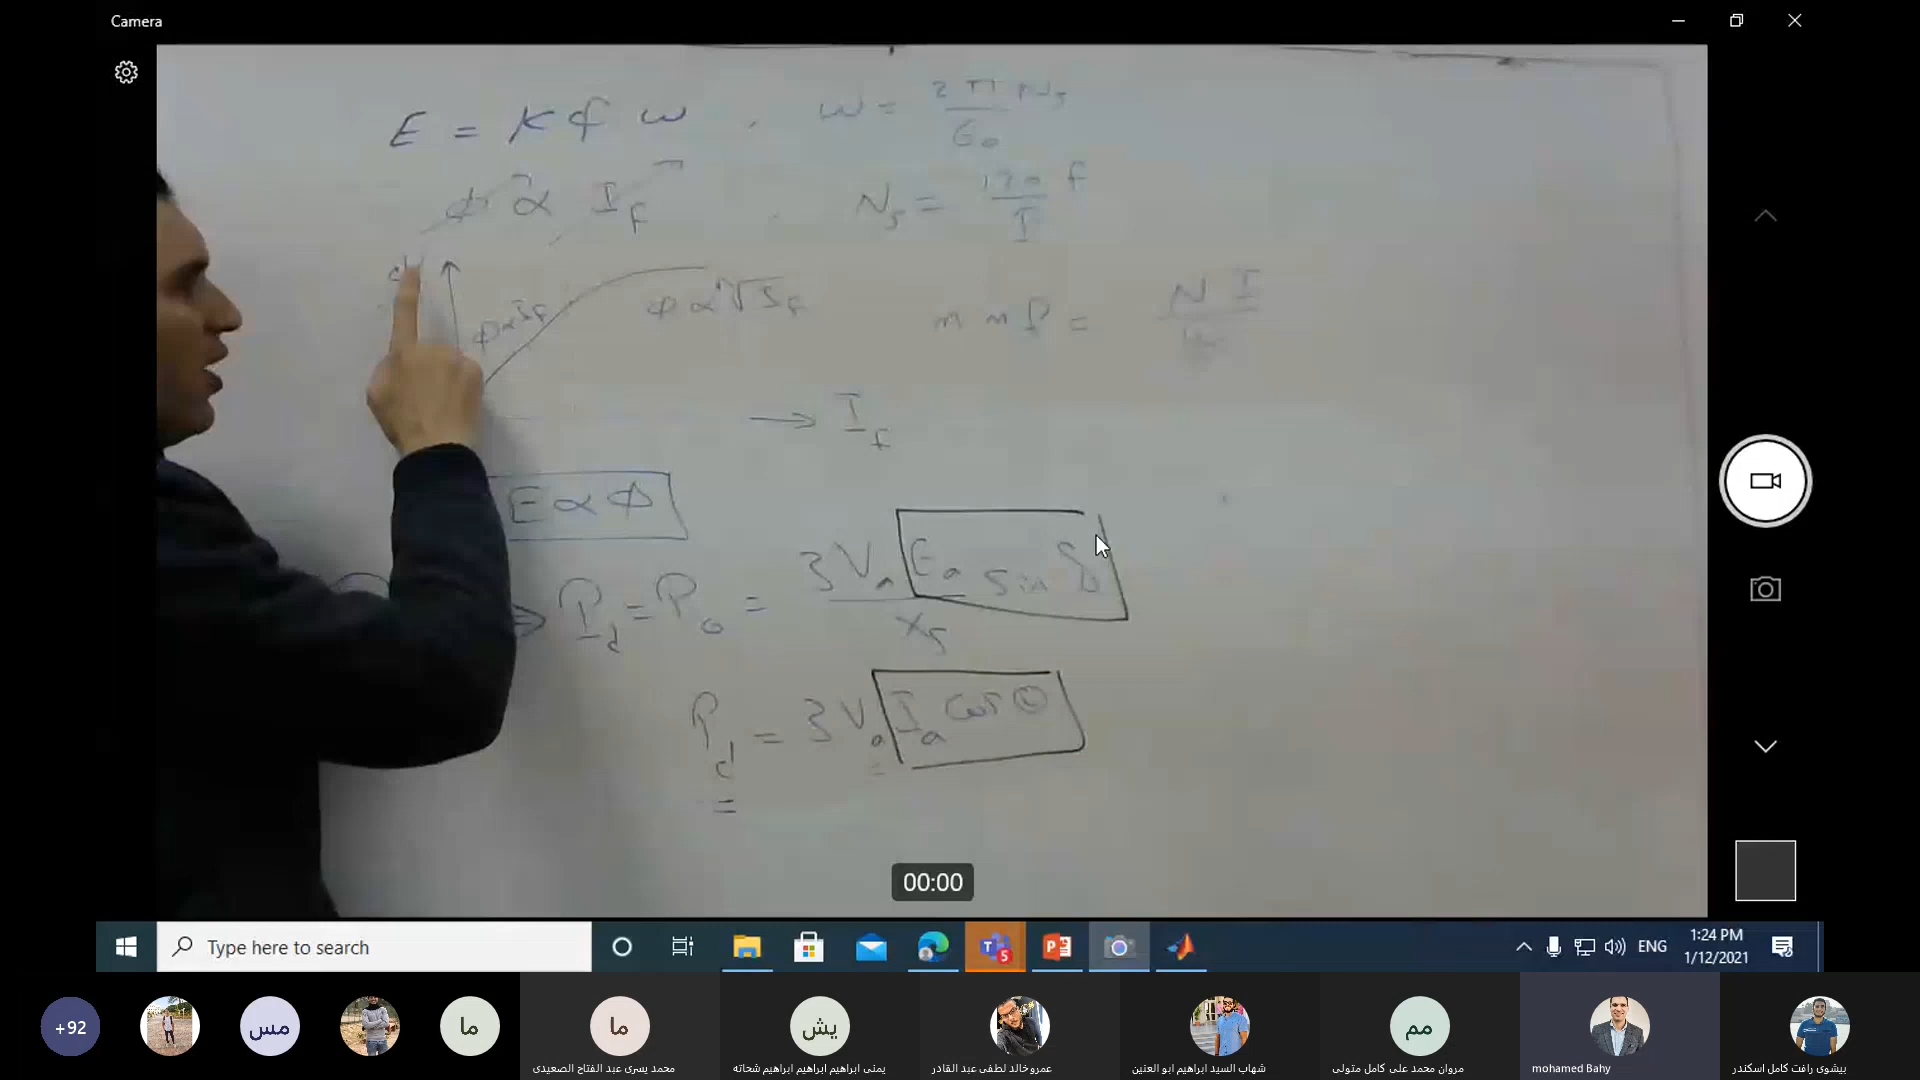 Camera
E = K ϕ ω . ω = 2π Ns / 60
ϕ α If . Ns = 120 f / P
ϕ
ϕ α If
ϕ α √If
mmf = N I
→ If
E α ϕ
⇒ Pd = Po = 3 Va Ea sin δ / Xs
Pd = 3 Va Ia cos θ
=
00:00
Type here to search
5
ENG
1:24 PM
1/12/2021
+92
مس
ما
ما
يش
مم
محمد يسرى عبد الفتاح الصعيدى
يمنى ابراهيم ابراهيم ابراهيم شحاته
عمروخالد لطفى عبد القادر
شهاب السيد ابراهيم ابو العنين
مروان محمد على كامل متولى
mohamed Bahy
بيشوى رافت كامل اسكندر